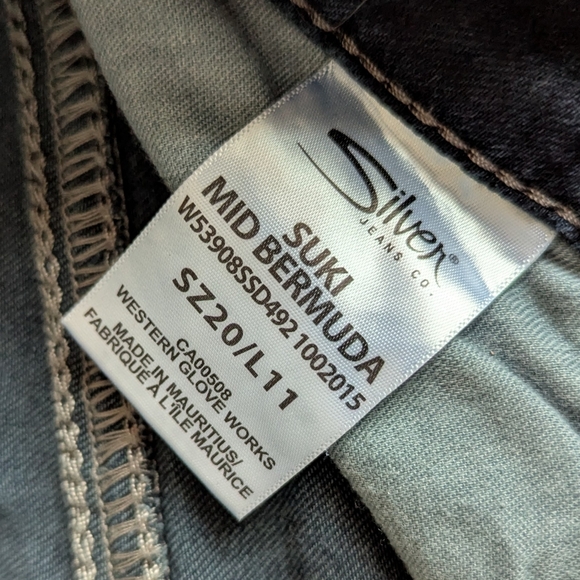 Silver®
JEANS CO.
SUKI
MID BERMUDA
W53908SSD492 1002015
SZ20/L11
CA00508
WESTERN GLOVE WORKS
MADE IN MAURITIUS/
FABRIQUÉ À L'ÎLE MAURICE